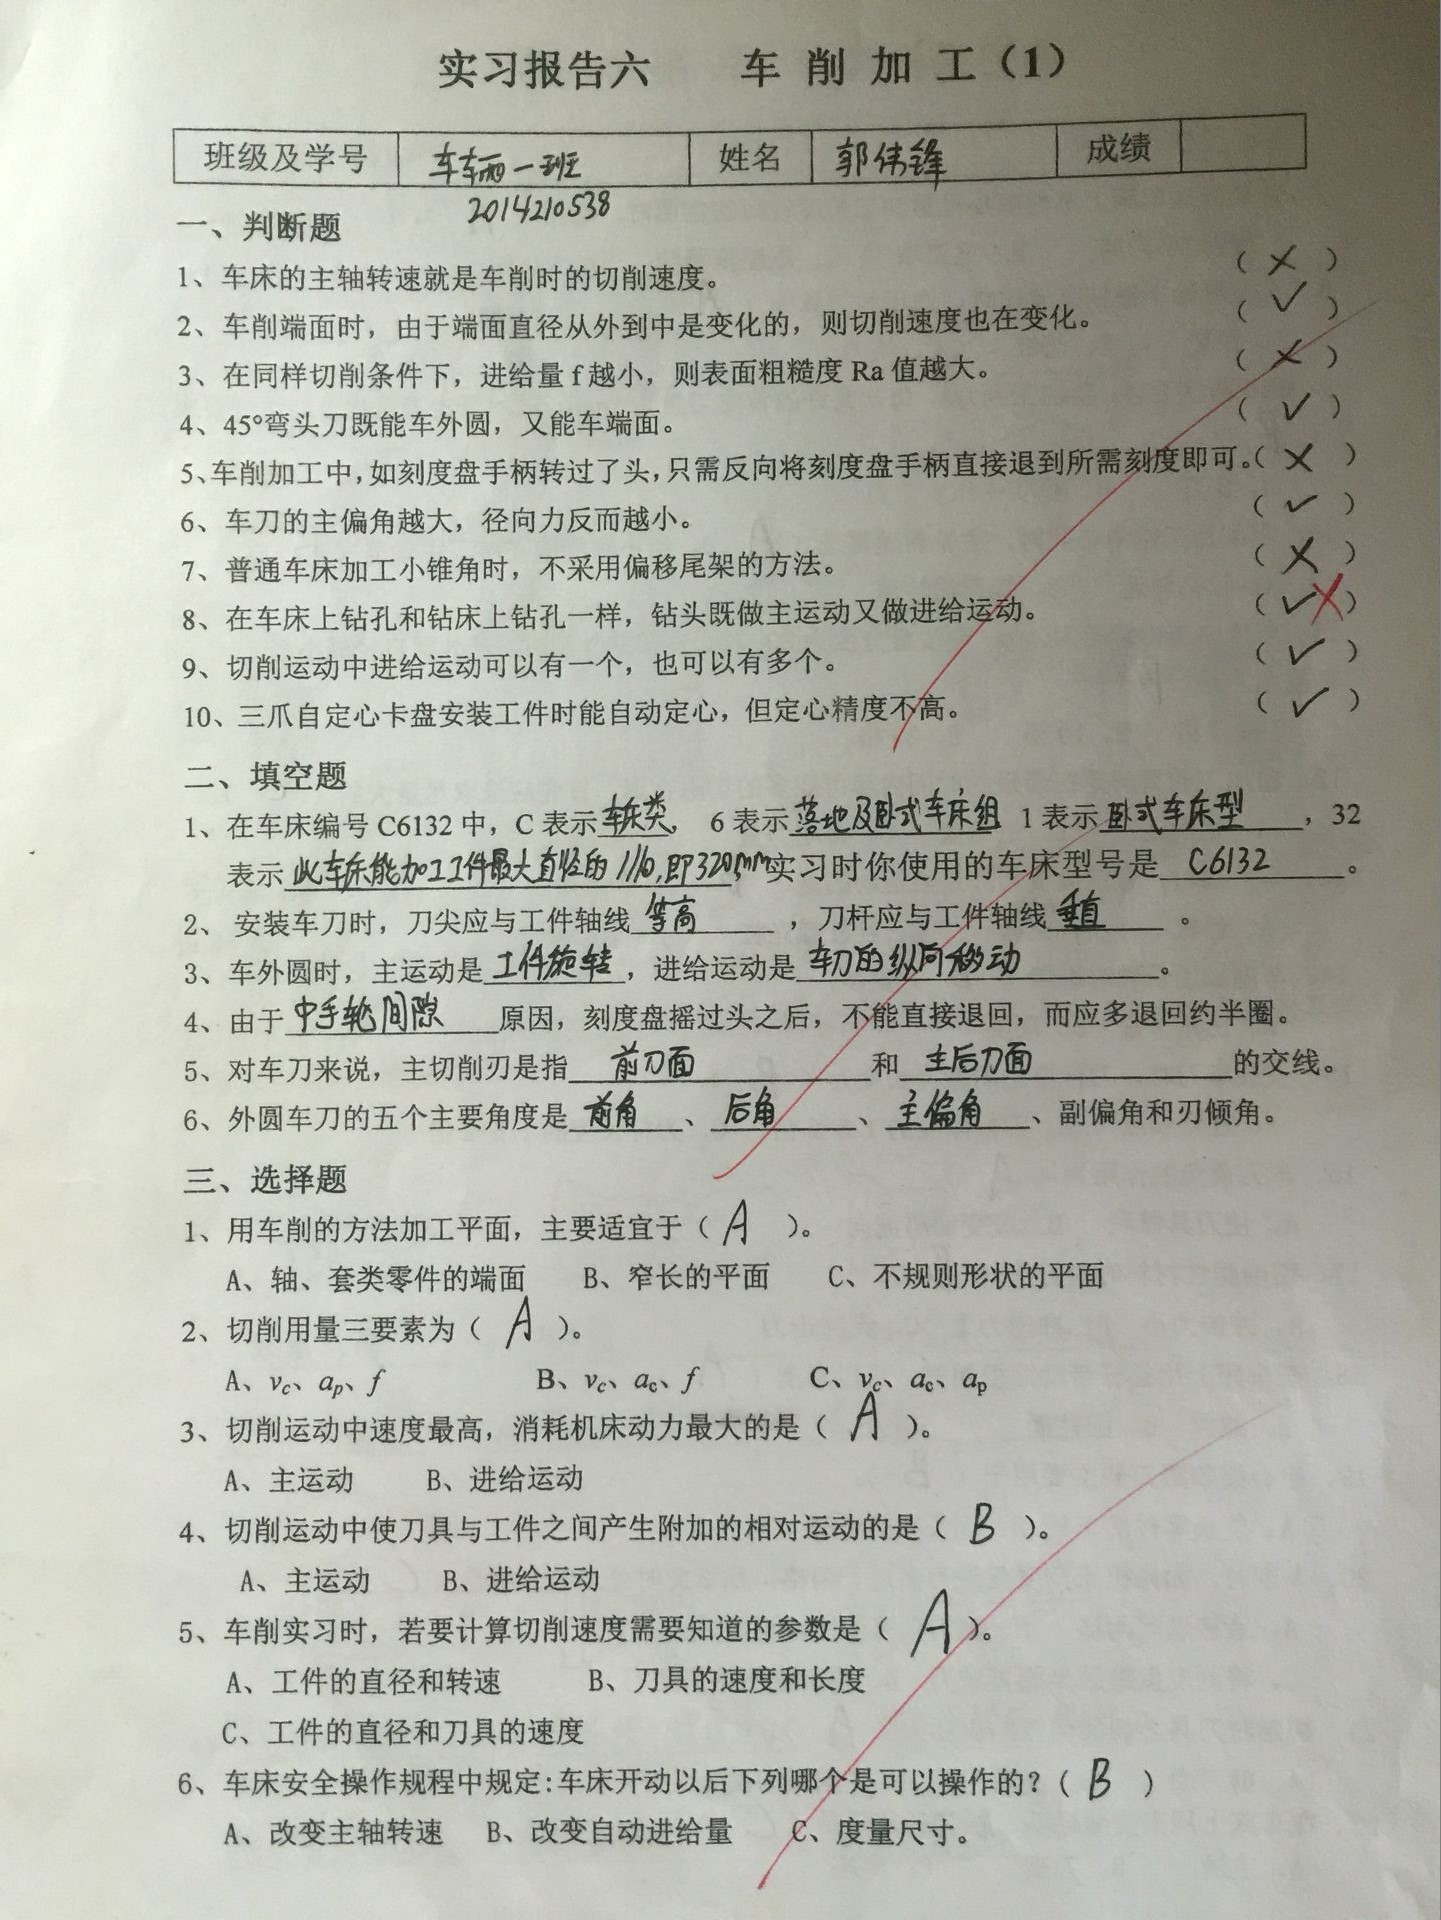 实习报告六 车削加工(1)
班级及学号 车辆一班 姓名 郭伟锋 成绩
2014210538
一、判断题
1、车床的主轴转速就是车削时的切削速度。 (×)
2、车削端面时，由于端面直径从外到中是变化的，则切削速度也在变化。 (✓)
3、在同样切削条件下，进给量f越小，则表面粗糙度Ra值越大。 (×)
4、45°弯头刀既能车外圆，又能车端面。 (✓)
5、车削加工中，如刻度盘手柄转过了头，只需反向将刻度盘手柄直接退到所需刻度即可。(×)
6、车刀的主偏角越大，径向力反而越小。 (✓)
7、普通车床加工小锥角时，不采用偏移尾架的方法。 (×)
8、在车床上钻孔和钻床上钻孔一样，钻头既做主运动又做进给运动。 (✓×)
9、切削运动中进给运动可以有一个，也可以有多个。 (✓)
10、三爪自定心卡盘安装工件时能自动定心，但定心精度不高。 (✓)
二、填空题
1、在车床编号C6132中，C表示车床类，6表示落地及卧式车床组 1表示卧式车床型，32
表示此车床能加工工件最大直径的1/10,即320mm实习时你使用的车床型号是C6132。
2、安装车刀时，刀尖应与工件轴线等高，刀杆应与工件轴线垂直。
3、车外圆时，主运动是工件旋转，进给运动是车刀的纵向移动。
4、由于中手轮间隙原因，刻度盘摇过头之后，不能直接退回，而应多退回约半圈。
5、对车刀来说，主切削刃是指前刀面和主后刀面的交线。
6、外圆车刀的五个主要角度是前角、后角、主偏角、副偏角和刃倾角。
三、选择题
1、用车削的方法加工平面，主要适宜于(A)。
A、轴、套类零件的端面 B、窄长的平面 C、不规则形状的平面
2、切削用量三要素为(A)。
A、vc、ap、f B、vc、ac、f C、vc、ac、ap
3、切削运动中速度最高，消耗机床动力最大的是(A)。
A、主运动 B、进给运动
4、切削运动中使刀具与工件之间产生附加的相对运动的是(B)。
A、主运动 B、进给运动
5、车削实习时，若要计算切削速度需要知道的参数是(A)。
A、工件的直径和转速 B、刀具的速度和长度
C、工件的直径和刀具的速度
6、车床安全操作规程中规定:车床开动以后下列哪个是可以操作的?(B)
A、改变主轴转速 B、改变自动进给量 C、度量尺寸。